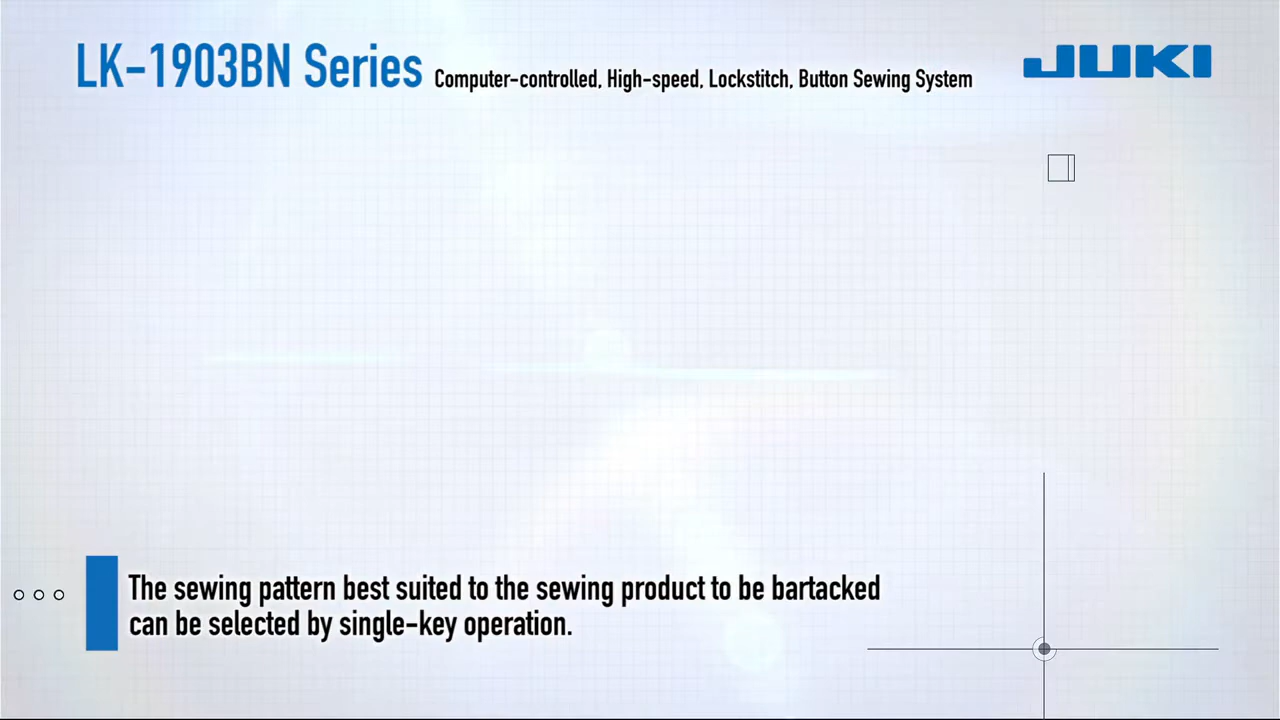 LK-1903BN Series Computer-controlled, High-speed, Lockstitch, Button Sewing System
JUKI
The sewing pattern best suited to the sewing product to be bartacked
can be selected by single-key operation.